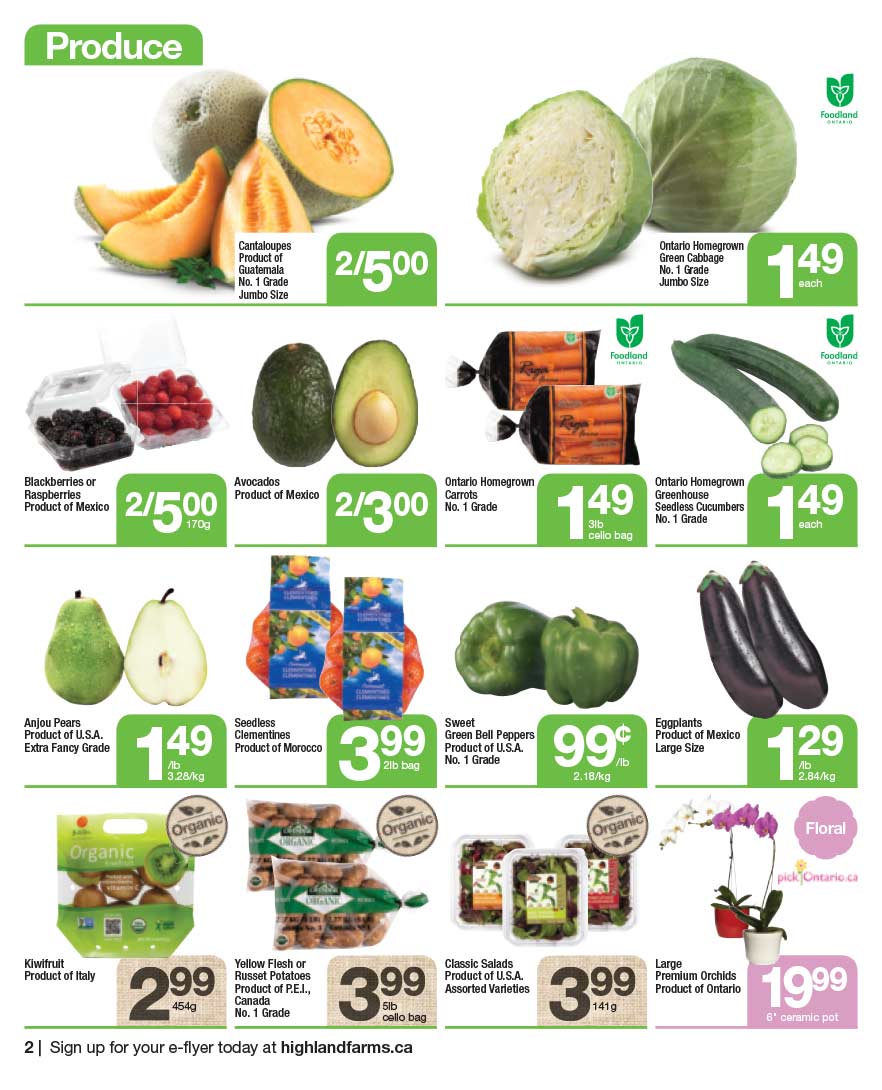 Produce
Foodland
ONTARIO
Cantaloupes
Product of
Guatemala
No. 1 Grade
Jumbo Size
2/5.00
Ontario Homegrown
Green Cabbage
No. 1 Grade
Jumbo Size
1.49
each
Blackberries or
Raspberries
Product of Mexico
2/5.00
170g
Avocados
Product of Mexico
2/3.00
Foodland
ONTARIO
Ontario Homegrown
Carrots
No. 1 Grade
1.49
3lb
cello bag
Foodland
ONTARIO
Ontario Homegrown
Greenhouse
Seedless Cucumbers
No. 1 Grade
1.49
each
Anjou Pears
Product of U.S.A.
Extra Fancy Grade
1.49
/lb
3.28/kg
CLEMENTINES
CLEMENTINES
Seedless
Clementines
Product of Morocco
3.99
2lb bag
Sweet
Green Bell Peppers
Product of U.S.A.
No. 1 Grade
99¢
/lb
2.18/kg
Eggplants
Product of Mexico
Large Size
1.29
/lb
2.84/kg
Organic
Organic
kiwifruit
vitamin C
Kiwifruit
Product of Italy
2.99
454g
Organic
ORGANIC
ORGANIC
Yellow Flesh or
Russet Potatoes
Product of P.E.I.,
Canada
No. 1 Grade
3.99
5lb
cello bag
Organic
Classic Salads
Product of U.S.A.
Assorted Varieties
3.99
141g
Floral
pickOntario.ca
Large
Premium Orchids
Product of Ontario
19.99
6" ceramic pot
2 | Sign up for your e-flyer today at highlandfarms.ca